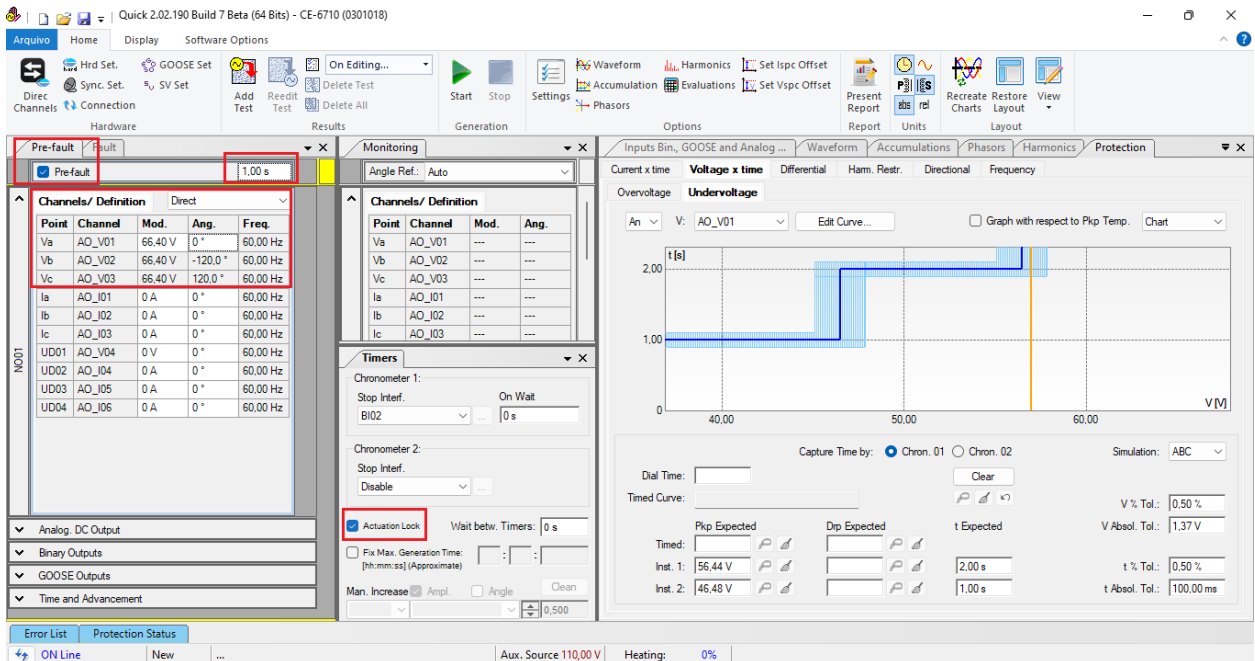 Quick 2.02.190 Build 7 Beta (64 Bits) - CE-6710 (0301018)
Arquivo Home Display Software Options
Direc Channels
Hrd Set.
Sync. Set.
Connection
GOOSE Set
SV Set
Hardware
Add Test
Reedit Test
On Editing...
Delete Test
Delete All
Results
Start Stop
Generation
Settings
Waveform Harmonics Set Ispc Offset
Accumulation Evaluations Set Vspc Offset
Phasors
Options
Present Report
Report
abs rel
Units
Recreate Charts
Restore Layout
View
Layout
Pre-fault Fault
Pre-fault 1,00 s
NO01
Channels/ Definition Direct
Point Channel Mod. Ang. Freq.
Va AO_V01 66,40 V 0 ° 60,00 Hz
Vb AO_V02 66,40 V -120,0 ° 60,00 Hz
Vc AO_V03 66,40 V 120,0 ° 60,00 Hz
Ia AO_I01 0 A 0 ° 60,00 Hz
Ib AO_I02 0 A 0 ° 60,00 Hz
Ic AO_I03 0 A 0 ° 60,00 Hz
UD01 AO_V04 0 V 0 ° 60,00 Hz
UD02 AO_I04 0 A 0 ° 60,00 Hz
UD03 AO_I05 0 A 0 ° 60,00 Hz
UD04 AO_I06 0 A 0 ° 60,00 Hz
Analog. DC Output
Binary Outputs
GOOSE Outputs
Time and Advancement
Monitoring
Angle Ref.: Auto
Channels/ Definition
Point Channel Mod. Ang.
Va AO_V01 --- ---
Vb AO_V02 --- ---
Vc AO_V03 --- ---
Ia AO_I01 --- ---
Ib AO_I02 --- ---
Ic AO_I03 --- ---
Timers
Chronometer 1:
Stop Interf. On Wait
BI02 ... 0 s
Chronometer 2:
Stop Interf.
Disable ...
Actuation Lock Wait betw. Timers: 0 s
Fix Max. Generation Time: : :
[hh:mm:ss] (Approximate)
Man. Increase Ampl. Angle Clean
0,500
Inputs Bin., GOOSE and Analog ... Waveform Accumulations Phasors Harmonics Protection
Current x time Voltage x time Differential Harm. Restr. Directional Frequency
Overvoltage Undervoltage
An V: AO_V01 Edit Curve... Graph with respect to Pkp Temp. Chart
t [s]
2.00
1.00
0
40,00 50,00 60,00
V [V]
Capture Time by: Chron. 01 Chron. 02 Simulation: ABC
Dial Time: Clear
Timed Curve: V % Tol.: 0,50 %
Pkp Expected Drp Expected t Expected V Absol. Tol.: 1,37 V
Timed:
Inst. 1: 56,44 V 2,00 s t % Tol.: 0,50 %
Inst. 2: 46,48 V 1,00 s t Absol. Tol.: 100,00 ms
Error List Protection Status
ON Line New ... Aux. Source 110,00 V Heating: 0%